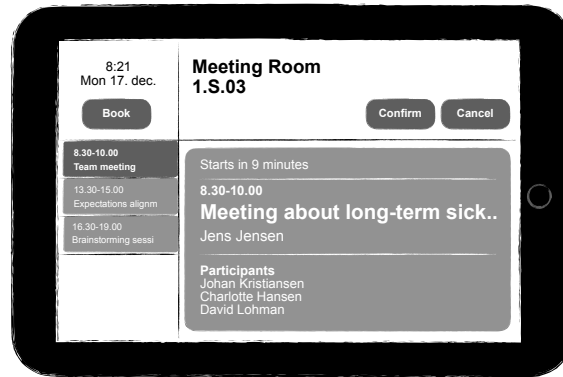 8:21
Mon 17. dec.
Book
Meeting Room
1.S.03
Confirm
Cancel
8.30-10.00
Team meeting
13.30-15.00
Expectations alignm
16.30-19.00
Brainstorming sessi
Starts in 9 minutes
8.30-10.00
Meeting about long-term sick..
Jens Jensen
Participants
Johan Kristiansen
Charlotte Hansen
David Lohman